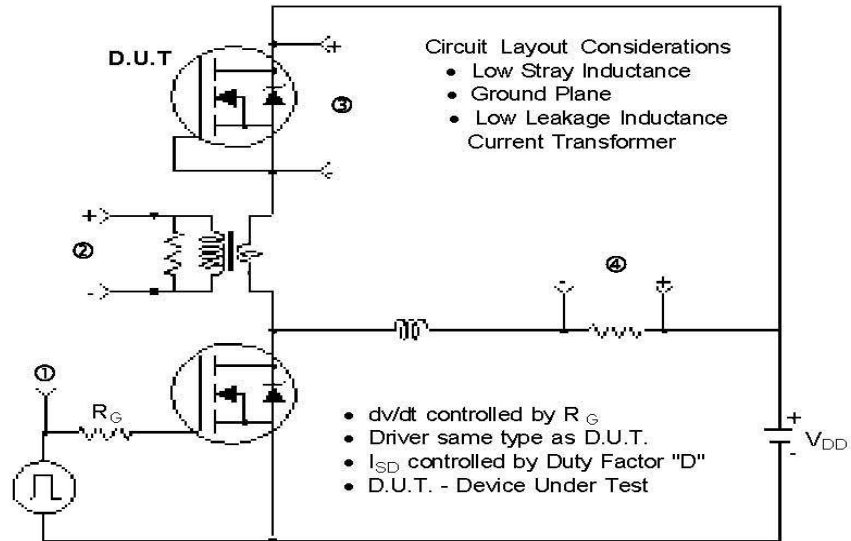 D.U.T
+
③
-
Circuit Layout Considerations
• Low Stray Inductance
• Ground Plane
• Low Leakage Inductance
Current Transformer
+
②
-
④
- +
①
R_G
• dv/dt controlled by R_G
• Driver same type as D.U.T.
• I_SD controlled by Duty Factor "D"
• D.U.T. - Device Under Test
+
V_DD
-